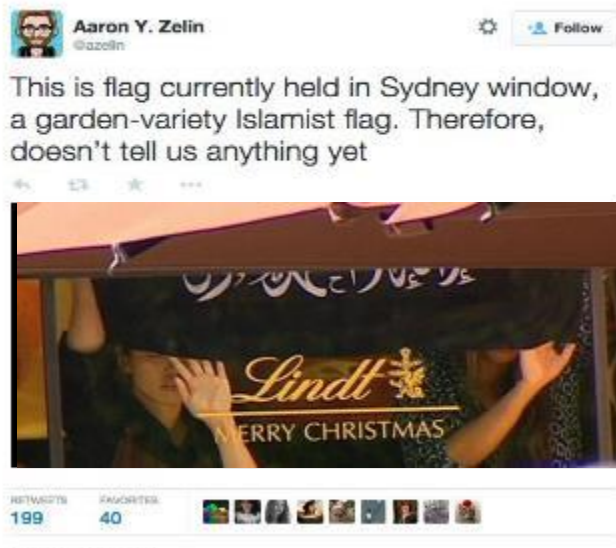 Aaron Y. Zelin
@azelin
Follow
This is flag currently held in Sydney window,
a garden-variety Islamist flag. Therefore,
doesn't tell us anything yet
Lindt
MERRY CHRISTMAS
RETWEETS FAVORITES
199 40